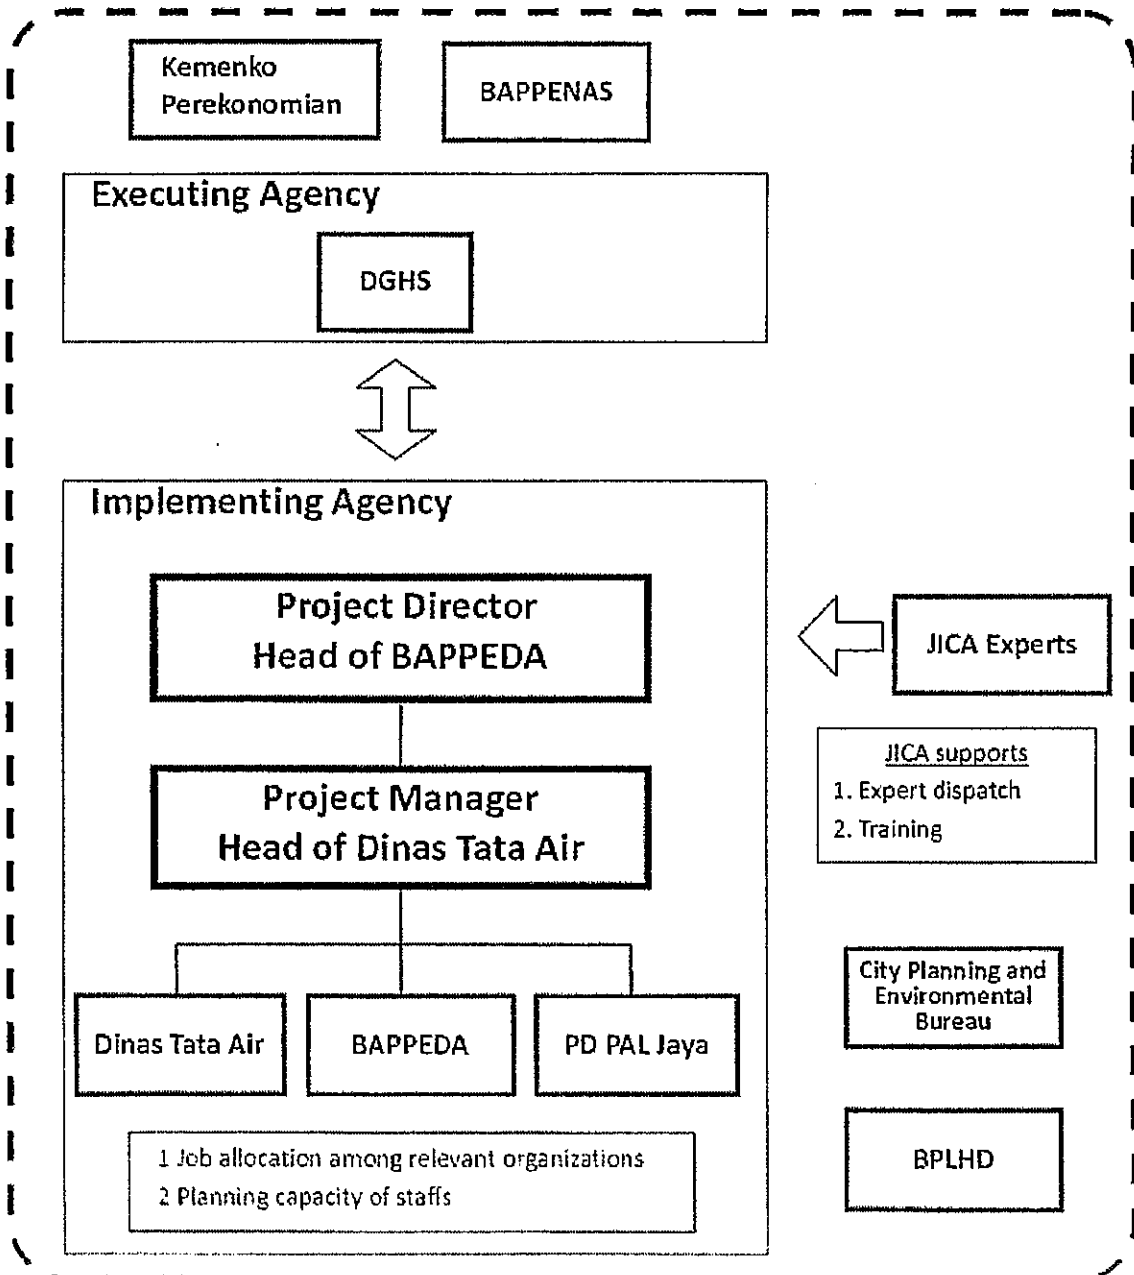 Kemenko
Perekonomian
BAPPENAS
Executing Agency
DGHS
Implementing Agency
Project Director
Head of BAPPEDA
JICA Experts
JICA supports
1. Expert dispatch
2. Training
Project Manager
Head of Dinas Tata Air
City Planning and
Environmental
Bureau
Dinas Tata Air
BAPPEDA
PD PAL Jaya
BPLHD
1 Job allocation among relevant organizations
2 Planning capacity of staffs